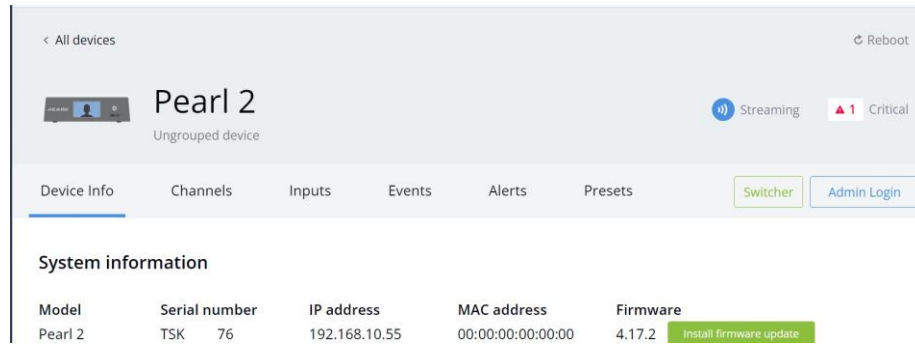 < All devices
Reboot
Pearl 2
Ungrouped device
Streaming
1 Critical
Device Info Channels Inputs Events Alerts Presets Switcher Admin Login
System information
Model Serial number IP address MAC address Firmware
Pearl 2 TSK 76 192.168.10.55 00:00:00:00:00:00 4.17.2 Install firmware update